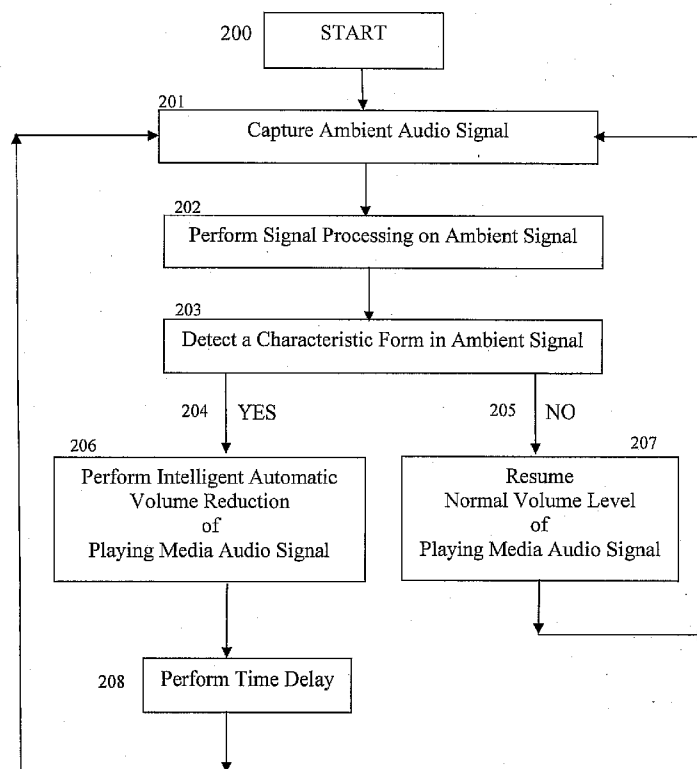 200 START
201
Capture Ambient Audio Signal
202
Perform Signal Processing on Ambient Signal
203
Detect a Characteristic Form in Ambient Signal
204 YES
205 NO
206
Perform Intelligent Automatic
Volume Reduction
of
Playing Media Audio Signal
207
Resume
Normal Volume Level
of
Playing Media Audio Signal
208 Perform Time Delay